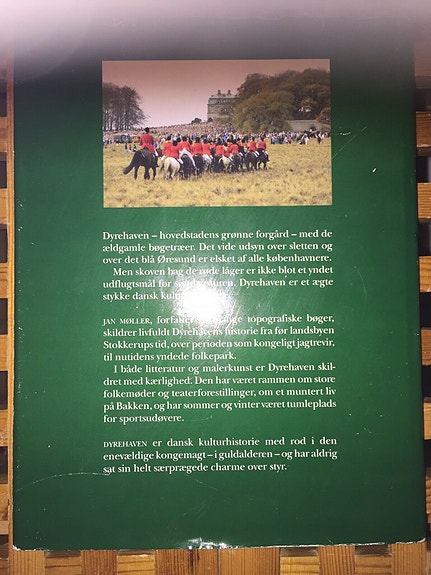 Dyrehaven – hovedstadens grønne forgård – med de
ældgamle bøgetræer. Det vide udsyn over sletten og
over det blå Øresund er elsket af alle københavnere.
Men skoven bag de røde låger er ikke blot et yndet
udflugtsmål for Dyrehaven er et ægte
stykke dansk
JAN MØLLER, topografiske bøger,
skildrer livfuldt Dyrehavens historie fra før landsbyen
Stokkerups tid, over perioden som kongeligt jagtrevir,
til nutidens yndede folkepark.
I både litteratur og malerkunst er Dyrehaven skil-
dret med kærlighed. Den har været rammen om store
folkemøder og teaterforestillinger, om et muntert liv
på Bakken, og har sommer og vinter været tumleplads
for sportsudøvere.
DYREHAVEN er dansk kulturhistorie med rod i den
enevældige kongemagt – i guldalderen – og har aldrig
sat sin helt særprægede charme over styr.